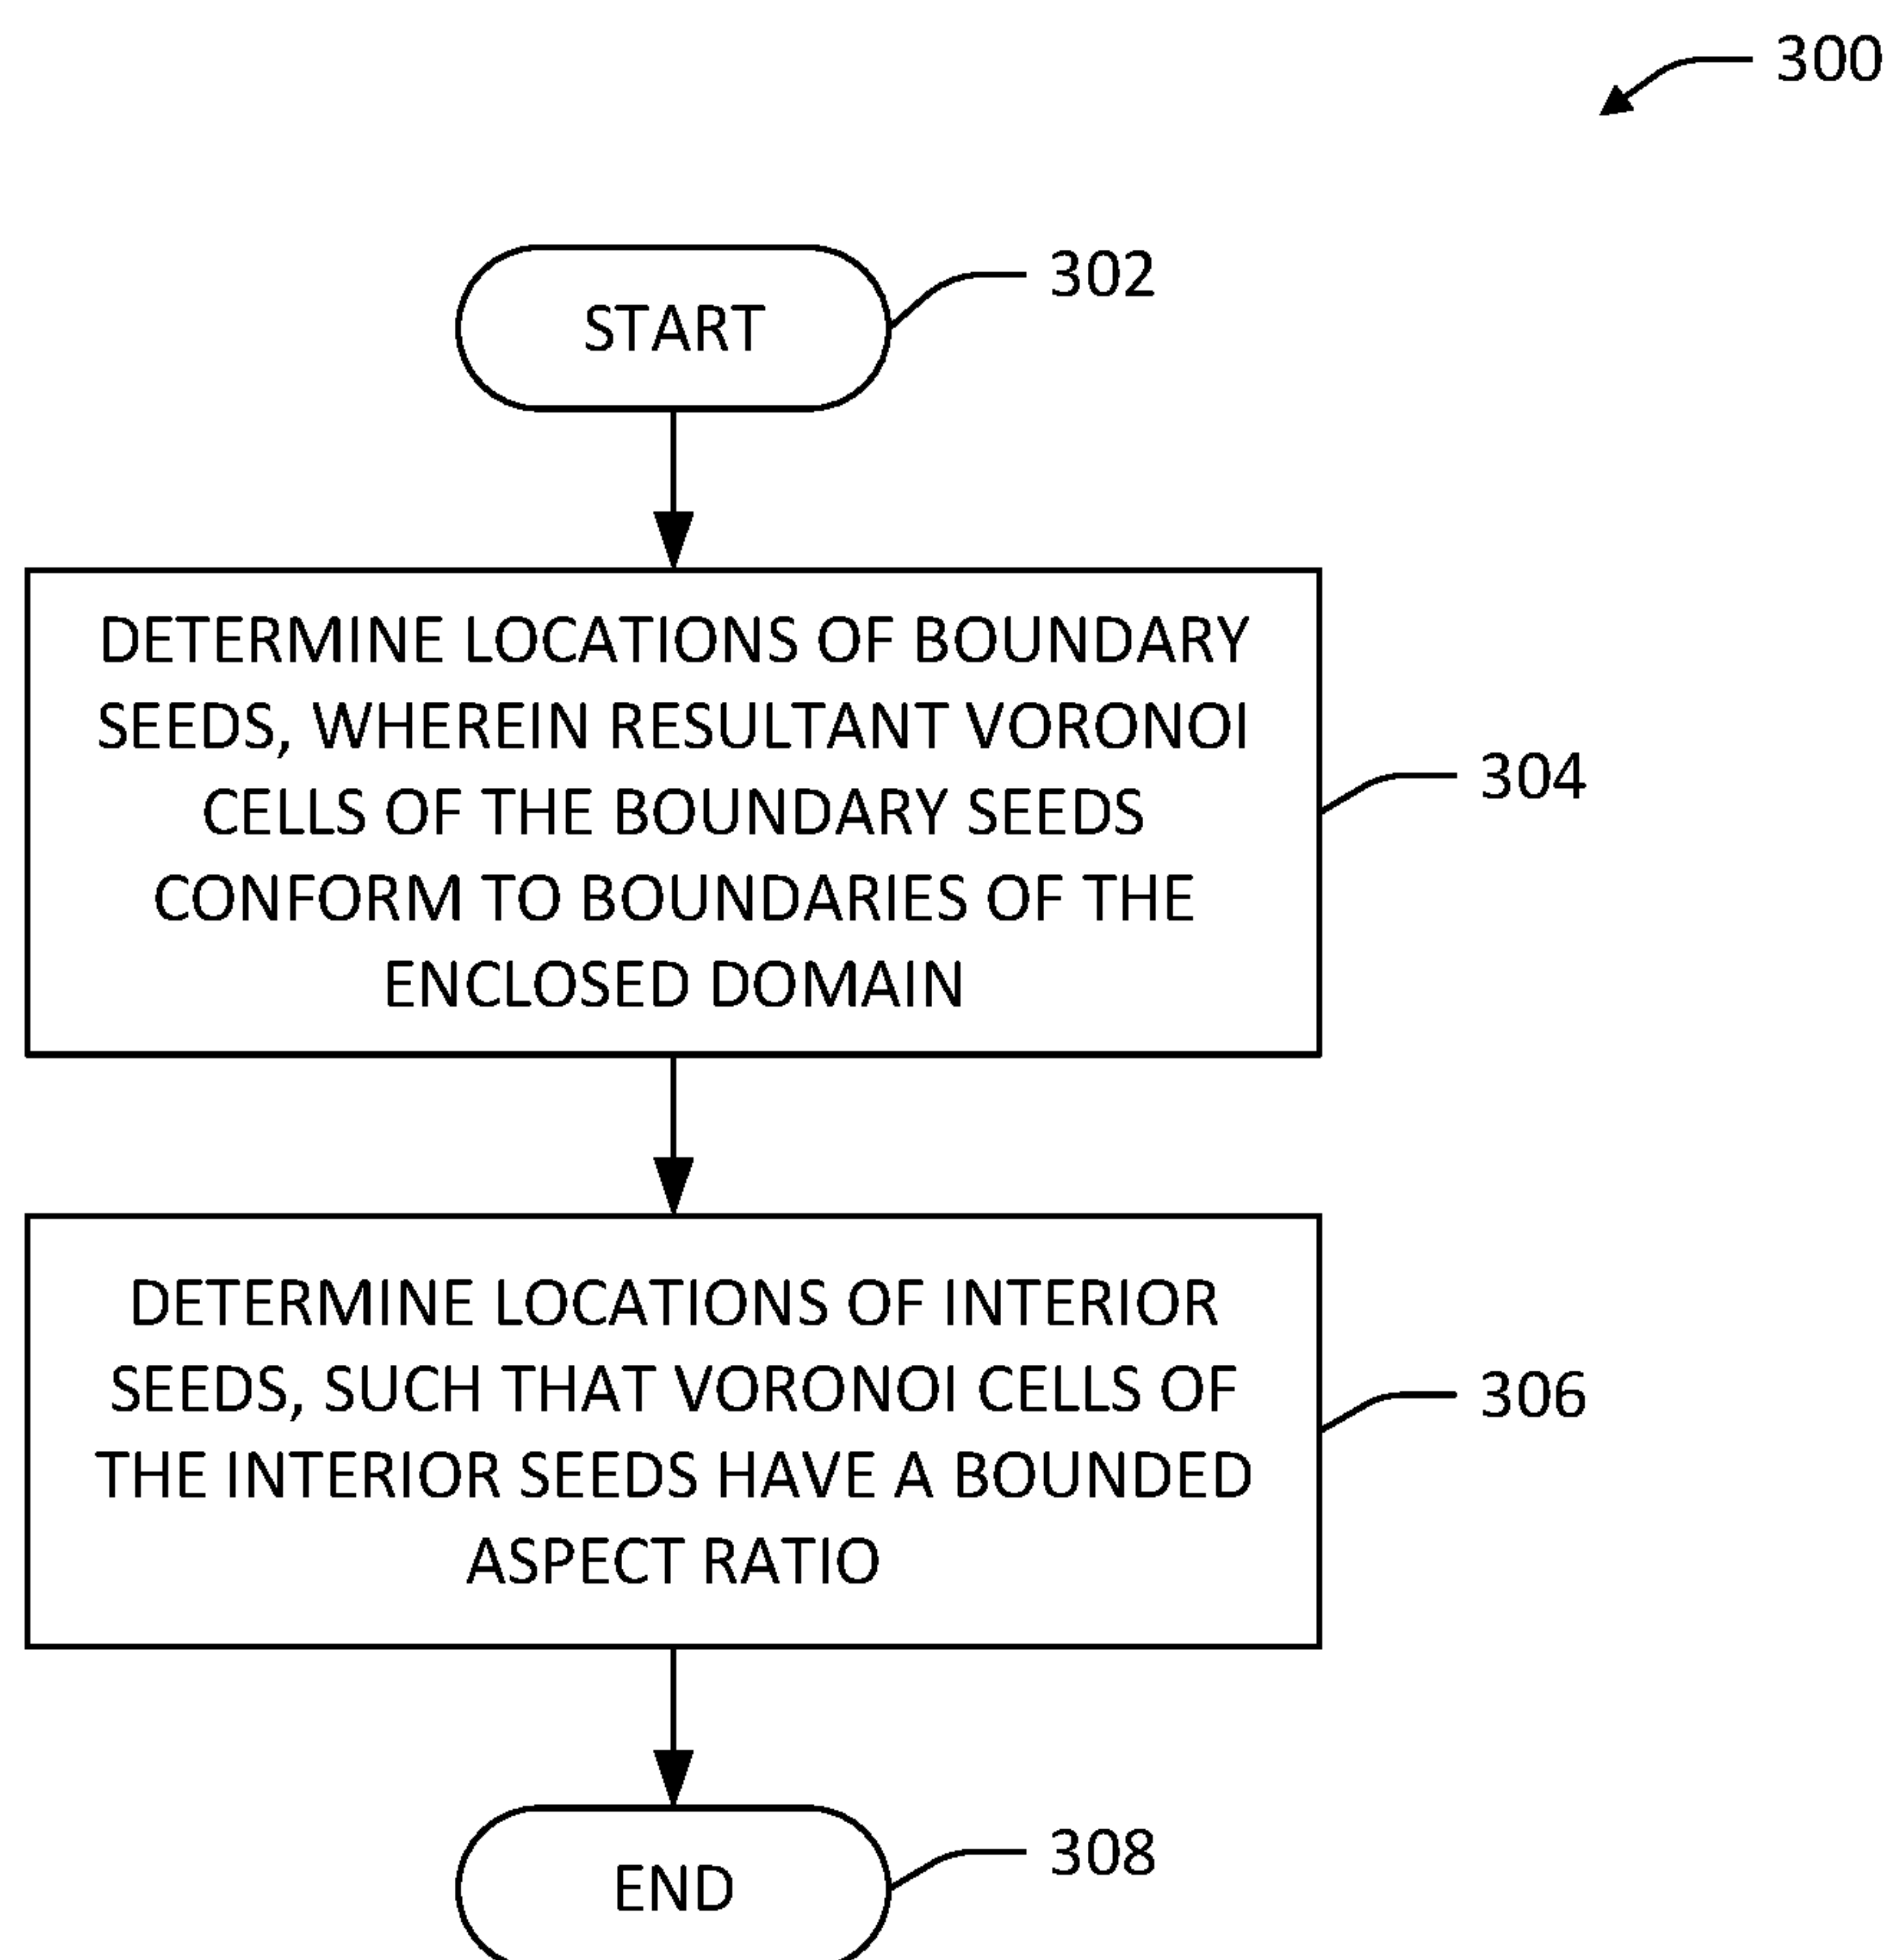 300
START
302
DETERMINE LOCATIONS OF BOUNDARY
SEEDS, WHEREIN RESULTANT VORONOI
CELLS OF THE BOUNDARY SEEDS
CONFORM TO BOUNDARIES OF THE
ENCLOSED DOMAIN
304
DETERMINE LOCATIONS OF INTERIOR
SEEDS, SUCH THAT VORONOI CELLS OF
THE INTERIOR SEEDS HAVE A BOUNDED
ASPECT RATIO
306
END
308